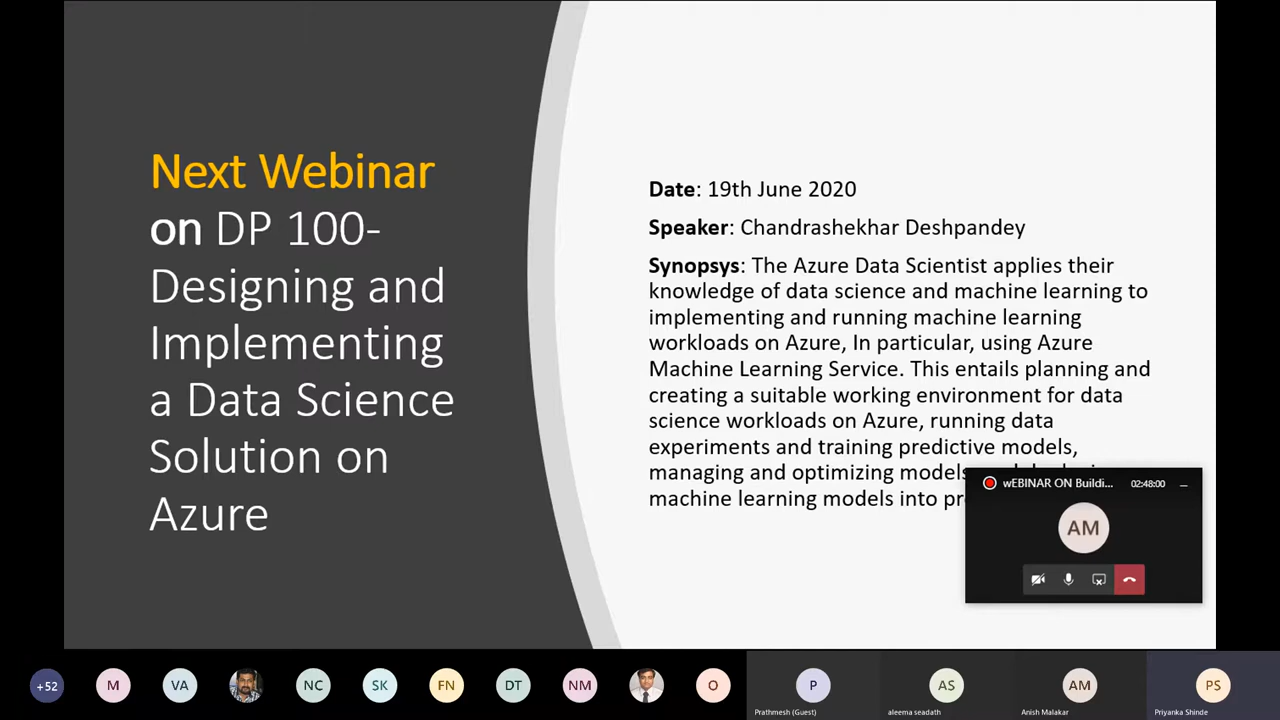 Next Webinar
on DP 100-
Designing and
Implementing
a Data Science
Solution on
Azure
Date: 19th June 2020
Speaker: Chandrashekhar Deshpandey
Synopsys: The Azure Data Scientist applies their
knowledge of data science and machine learning to
implementing and running machine learning
workloads on Azure, In particular, using Azure
Machine Learning Service. This entails planning and
creating a suitable working environment for data
science workloads on Azure, running data
experiments and training predictive models,
managing and optimizing models
machine learning models into
wEBINAR ON Buildi... 02:48:00
AM
+52 M VA NC SK FN DT NM O P AS AM PS
Prathmesh (Guest) aleema seadath Anish Malakar Priyanka Shinde